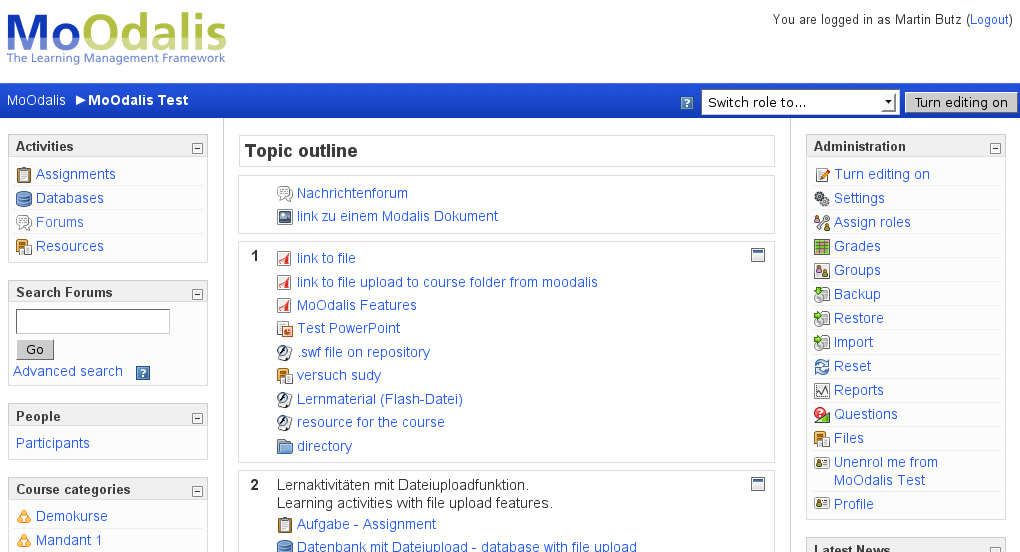 MoOdalis
The Learning Management Framework
You are logged in as Martin Butz (Logout)
MoOdalis ►MoOdalis Test
? Switch role to... Turn editing on
Activities
Assignments
Databases
Forums
Resources
Search Forums
Go
Advanced search ?
People
Participants
Course categories
Demokurse
Mandant 1
Topic outline
Nachrichtenforum
link zu einem Modalis Dokument
1
link to file
link to file upload to course folder from moodalis
MoOdalis Features
Test PowerPoint
.swf file on repository
versuch sudy
Lernmaterial (Flash-Datei)
resource for the course
directory
2 Lernaktivitäten mit Dateiuploadfunktion.
Learning activities with file upload features.
Aufgabe - Assignment
Datenbank mit Dateiupload - database with file upload
Administration
Turn editing on
Settings
Assign roles
Grades
Groups
Backup
Restore
Import
Reset
Reports
Questions
Files
Unenrol me from
MoOdalis Test
Profile
Latest News